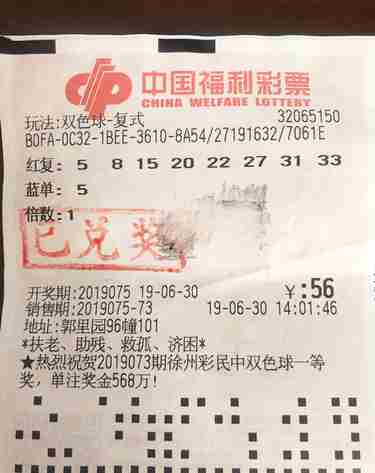 中国福利彩票
CHINA WELFARE LOTTERY
玩法:双色球-复式 32065150
B0FA-0C32-1BEE-3610-8A54/27191632/7061E
红复: 5 8 15 20 22 27 31 33
蓝单: 5
倍数:1
已兑奖
开奖期:2019075 19-06-30 ¥:56
销售期:2019075-73 19-06-30 14:01:46
地址:郭里园96幢101
*扶老、助残、救孤、济困*
★热烈祝贺2019073期徐州彩民中双色球一等
奖,单注奖金568万!